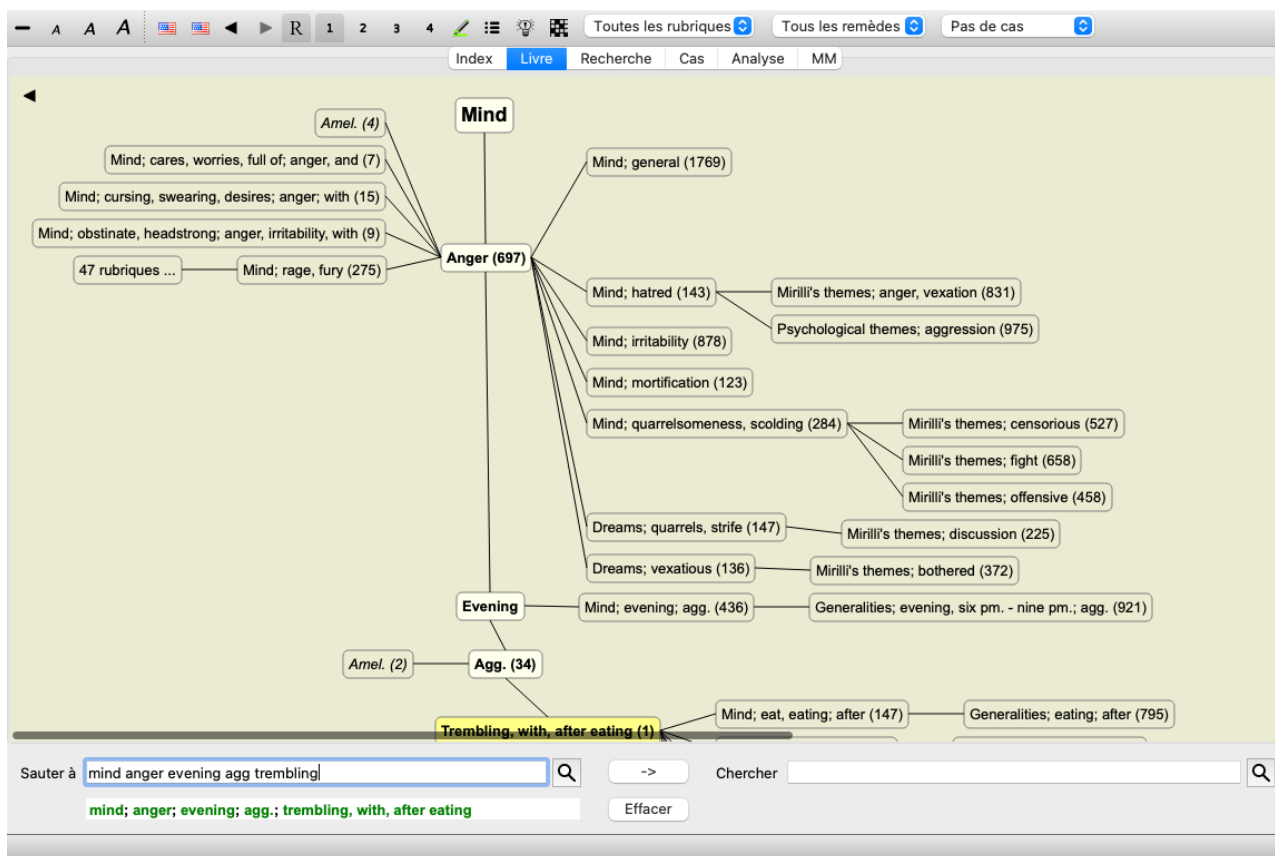 A A A R 1 2 3 4 Toutes les rubriques Tous les remèdes Pas de cas
Index Livre Recherche Cas Analyse MM
Mind
Amel. (4)
Mind; cares, worries, full of; anger, and (7)
Mind; general (1769)
Mind; cursing, swearing, desires; anger; with (15)
Mind; obstinate, headstrong; anger, irritability, with (9)
Anger (697)
47 rubriques ... Mind; rage, fury (275)
Mind; hatred (143) Mirilli's themes; anger, vexation (831)
Psychological themes; aggression (975)
Mind; irritability (878)
Mind; mortification (123)
Mind; quarrelsomeness, scolding (284) Mirilli's themes; censorious (527)
Mirilli's themes; fight (658)
Mirilli's themes; offensive (458)
Dreams; quarrels, strife (147) Mirilli's themes; discussion (225)
Dreams; vexatious (136) Mirilli's themes; bothered (372)
Evening Mind; evening; agg. (436) Generalities; evening, six pm. - nine pm.; agg. (921)
Amel. (2) Agg. (34)
Mind; eat, eating; after (147) Generalities; eating; after (795)
Trembling, with, after eating (1)
Sauter à mind anger evening agg trembling -> Chercher
mind; anger; evening; agg.; trembling, with, after eating Effacer